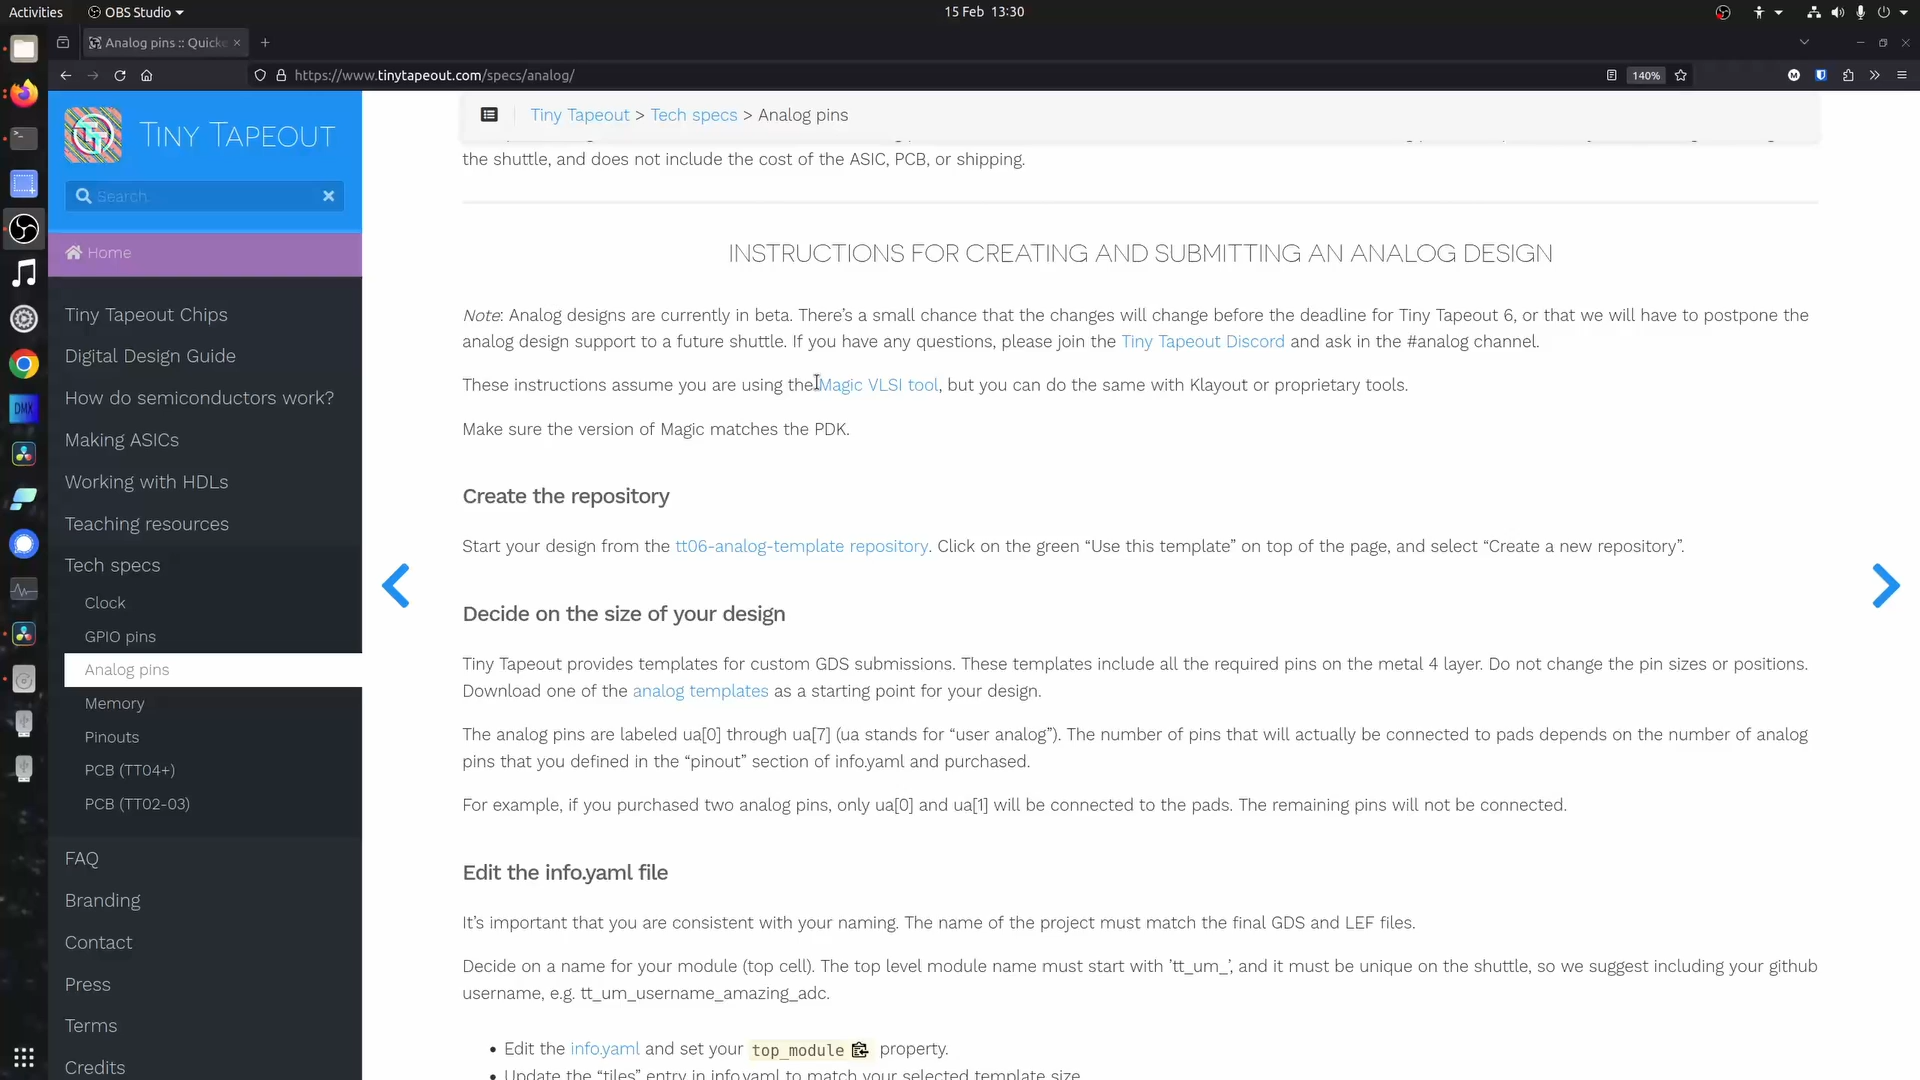 Activities
OBS Studio
15 Feb 13:30
Analog pins :: Quicke
https://www.tinytapeout.com/specs/analog/
140%
TINY TAPEOUT
Search...
Home
Tiny Tapeout Chips
Digital Design Guide
How do semiconductors work?
Making ASICs
Working with HDLs
Teaching resources
Tech specs
Clock
GPIO pins
Analog pins
Memory
Pinouts
PCB (TT04+)
PCB (TT02-03)
FAQ
Branding
Contact
Press
Terms
Credits
DMX
Tiny Tapeout > Tech specs > Analog pins
the shuttle, and does not include the cost of the ASIC, PCB, or shipping.
INSTRUCTIONS FOR CREATING AND SUBMITTING AN ANALOG DESIGN
Note: Analog designs are currently in beta. There's a small chance that the changes will change before the deadline for Tiny Tapeout 6, or that we will have to postpone the
analog design support to a future shuttle. If you have any questions, please join the Tiny Tapeout Discord and ask in the #analog channel.
These instructions assume you are using the Magic VLSI tool, but you can do the same with Klayout or proprietary tools.
Make sure the version of Magic matches the PDK.
Create the repository
Start your design from the tt06-analog-template repository. Click on the green “Use this template” on top of the page, and select “Create a new repository”.
Decide on the size of your design
Tiny Tapeout provides templates for custom GDS submissions. These templates include all the required pins on the metal 4 layer. Do not change the pin sizes or positions.
Download one of the analog templates as a starting point for your design.
The analog pins are labeled ua[0] through ua[7] (ua stands for “user analog”). The number of pins that will actually be connected to pads depends on the number of analog
pins that you defined in the “pinout” section of info.yaml and purchased.
For example, if you purchased two analog pins, only ua[0] and ua[1] will be connected to the pads. The remaining pins will not be connected.
Edit the info.yaml file
It's important that you are consistent with your naming. The name of the project must match the final GDS and LEF files.
Decide on a name for your module (top cell). The top level module name must start with 'tt_um_', and it must be unique on the shuttle, so we suggest including your github
username, e.g. tt_um_username_amazing_adc.
• Edit the info.yaml and set your top_module property.
• Update the “tiles” entry in info.yaml to match your selected template size